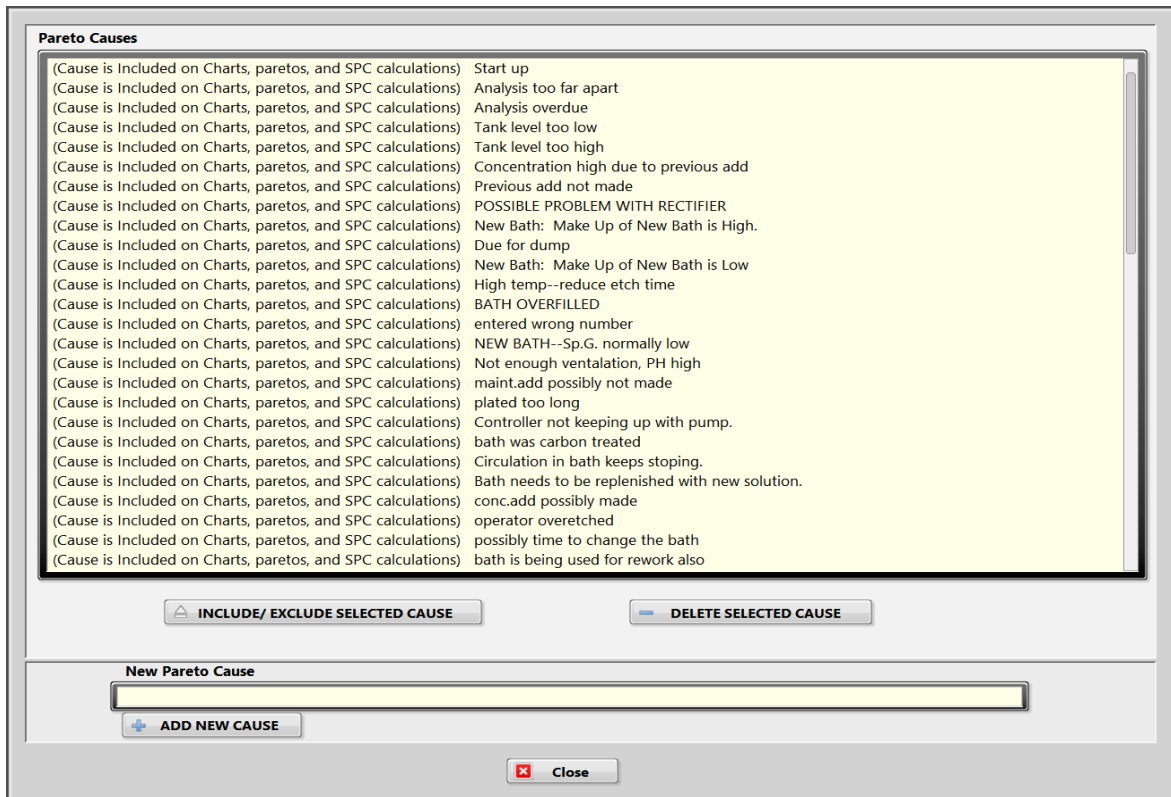 Pareto Causes
(Cause is Included on Charts, paretos, and SPC calculations) Start up
(Cause is Included on Charts, paretos, and SPC calculations) Analysis too far apart
(Cause is Included on Charts, paretos, and SPC calculations) Analysis overdue
(Cause is Included on Charts, paretos, and SPC calculations) Tank level too low
(Cause is Included on Charts, paretos, and SPC calculations) Tank level too high
(Cause is Included on Charts, paretos, and SPC calculations) Concentration high due to previous add
(Cause is Included on Charts, paretos, and SPC calculations) Previous add not made
(Cause is Included on Charts, paretos, and SPC calculations) POSSIBLE PROBLEM WITH RECTIFIER
(Cause is Included on Charts, paretos, and SPC calculations) New Bath: Make Up of New Bath is High.
(Cause is Included on Charts, paretos, and SPC calculations) Due for dump
(Cause is Included on Charts, paretos, and SPC calculations) New Bath: Make Up of New Bath is Low
(Cause is Included on Charts, paretos, and SPC calculations) High temp--reduce etch time
(Cause is Included on Charts, paretos, and SPC calculations) BATH OVERFILLED
(Cause is Included on Charts, paretos, and SPC calculations) entered wrong number
(Cause is Included on Charts, paretos, and SPC calculations) NEW BATH--Sp.G. normally low
(Cause is Included on Charts, paretos, and SPC calculations) Not enough ventalation, PH high
(Cause is Included on Charts, paretos, and SPC calculations) maint.add possibly not made
(Cause is Included on Charts, paretos, and SPC calculations) plated too long
(Cause is Included on Charts, paretos, and SPC calculations) Controller not keeping up with pump.
(Cause is Included on Charts, paretos, and SPC calculations) bath was carbon treated
(Cause is Included on Charts, paretos, and SPC calculations) Circulation in bath keeps stoping.
(Cause is Included on Charts, paretos, and SPC calculations) Bath needs to be replenished with new solution.
(Cause is Included on Charts, paretos, and SPC calculations) conc.add possibly made
(Cause is Included on Charts, paretos, and SPC calculations) operator overetched
(Cause is Included on Charts, paretos, and SPC calculations) possibly time to change the bath
(Cause is Included on Charts, paretos, and SPC calculations) bath is being used for rework also
INCLUDE/ EXCLUDE SELECTED CAUSE
DELETE SELECTED CAUSE
New Pareto Cause
ADD NEW CAUSE
Close